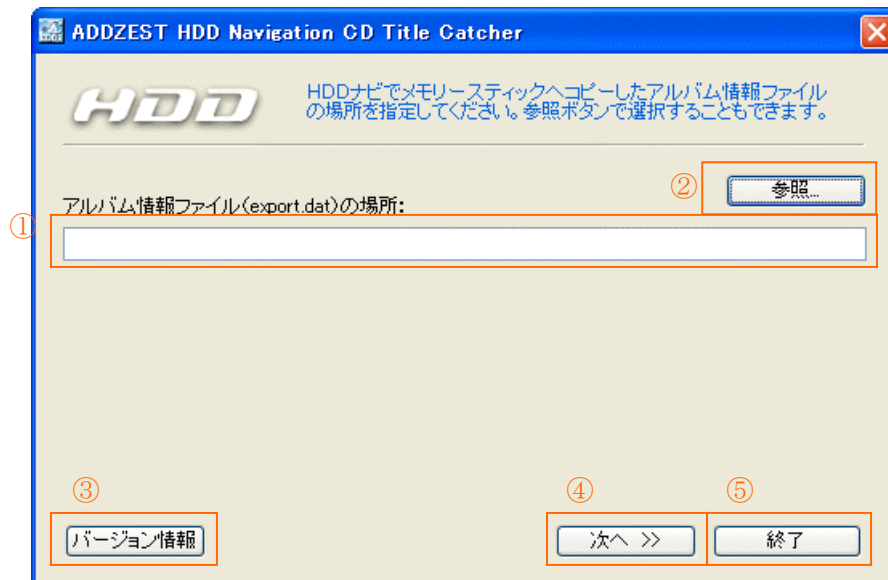 ADDZEST HDD Navigation CD Title Catcher
HDD
HDDナビでメモリースティックへコピーしたアルバム情報ファイル
の場所を指定してください。参照ボタンで選択することもできます。
②
参照...
アルバム情報ファイル(export.dat)の場所:
①
③
④
⑤
バージョン情報
次へ >>
終了